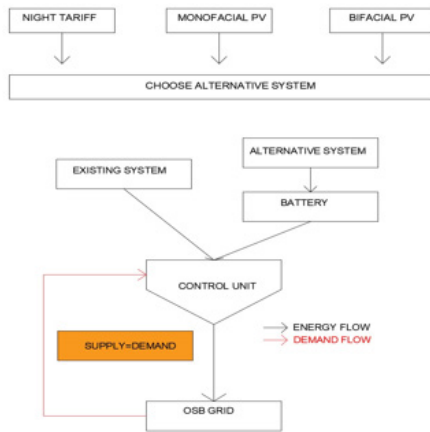 NIGHT TARIFF
MONOFACIAL PV
BIFACIAL PV
CHOOSE ALTERNATIVE SYSTEM
ALTERNATIVE SYSTEM
EXISTING SYSTEM
BATTERY
CONTROL UNIT
ENERGY FLOW
DEMAND FLOW
SUPPLY=DEMAND
OSB GRID